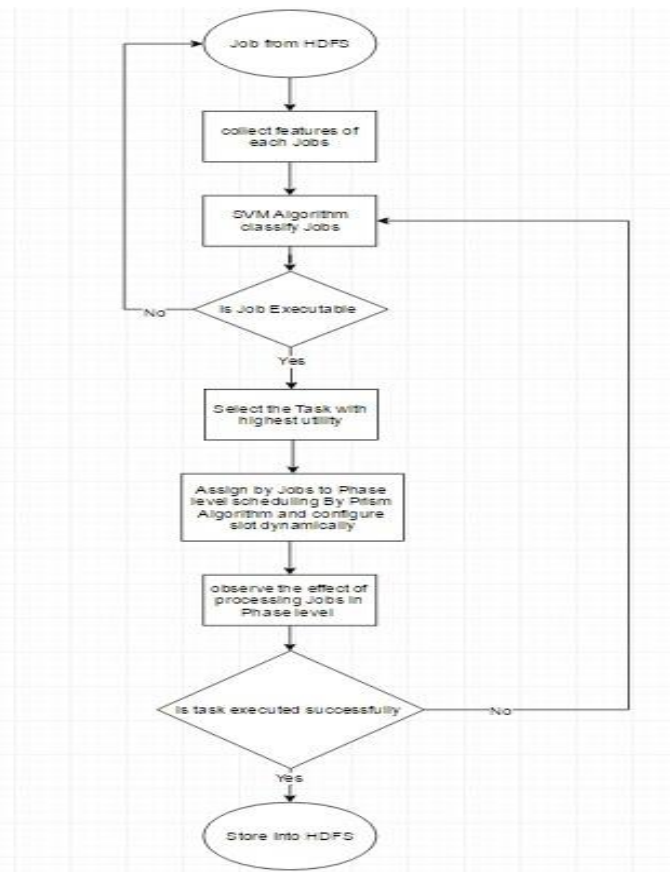 Job from HDFS
collect features of
each Jobs
SVM Algorithm
classify Jobs
Is Job Executable
No
Yes
Select the Task with
highest utility
Assign by Jobs to Phase
level scheduling By Prism
Algorithm and configure
slot dynamically
observe the effect of
processing Jobs in
Phase level
Is task executed successfully
No
Yes
Store Into HDFS